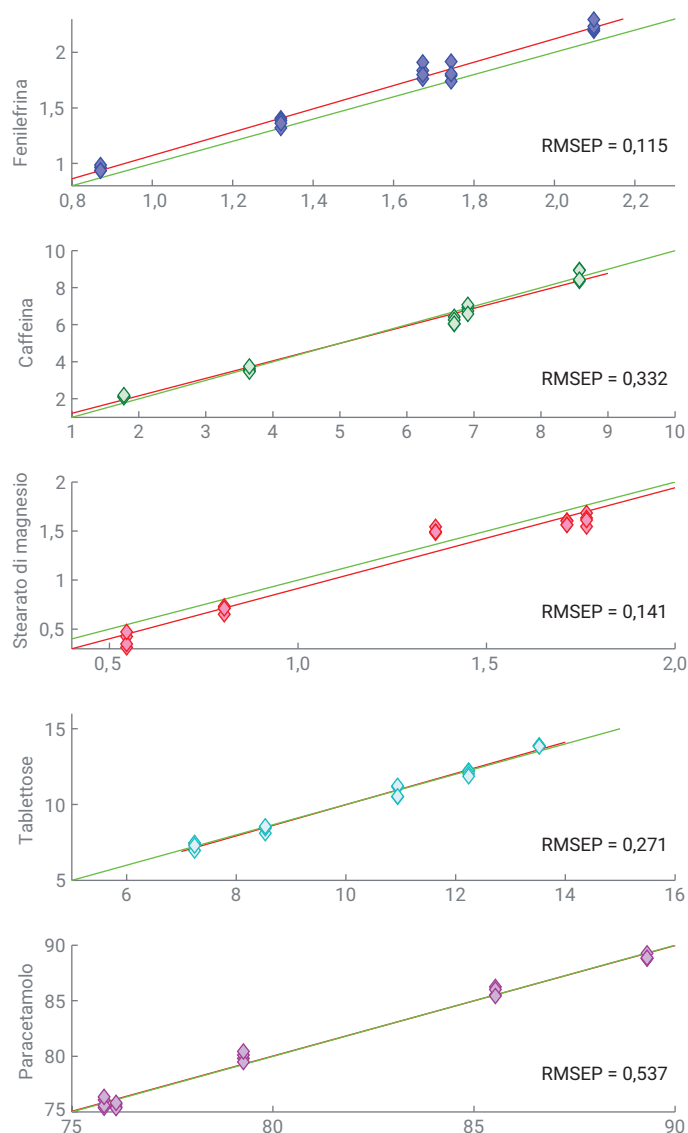 Fenilefrina
2
1,5
1
RMSEP = 0,115
0,8 1,0 1,2 1,4 1,6 1,8 2,0 2,2
Caffeina
10
8
6
4
2
RMSEP = 0,332
1 2 3 4 5 6 7 8 9 10
Stearato di magnesio
2
1,5
1
0,5
RMSEP = 0,141
0,5 1,0 1,5 2,0
Tablettose
15
10
5
RMSEP = 0,271
6 8 10 12 14 16
Paracetamolo
90
85
80
75
RMSEP = 0,537
75 80 85 90